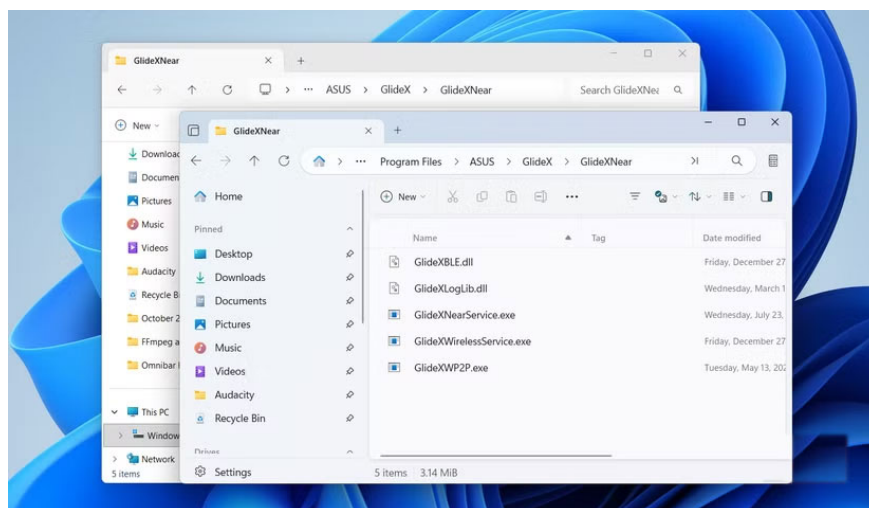 GlideXNear
ASUS > GlideX > GlideXNear
Search GlideXNea
New
Downloa
Documen
Pictures
Music
Videos
Audacity
Recycle B
October 2
FFmpeg a
Omnibar
This PC
Window
Network
5 items
GlideXNear
Program Files > ASUS > GlideX > GlideXNear
Home
Pinned
Desktop
Downloads
Documents
Pictures
Music
Videos
Audacity
Recycle Bin
Drives
Settings
New
Name Tag Date modified
GlideXBLE.dll Friday, December 27
GlideXLogLib.dll Wednesday, March 1
GlideXNearService.exe Wednesday, July 23,
GlideXWirelessService.exe Friday, December 27
GlideXWP2P.exe Tuesday, May 13, 202
5 items 3.14 MiB